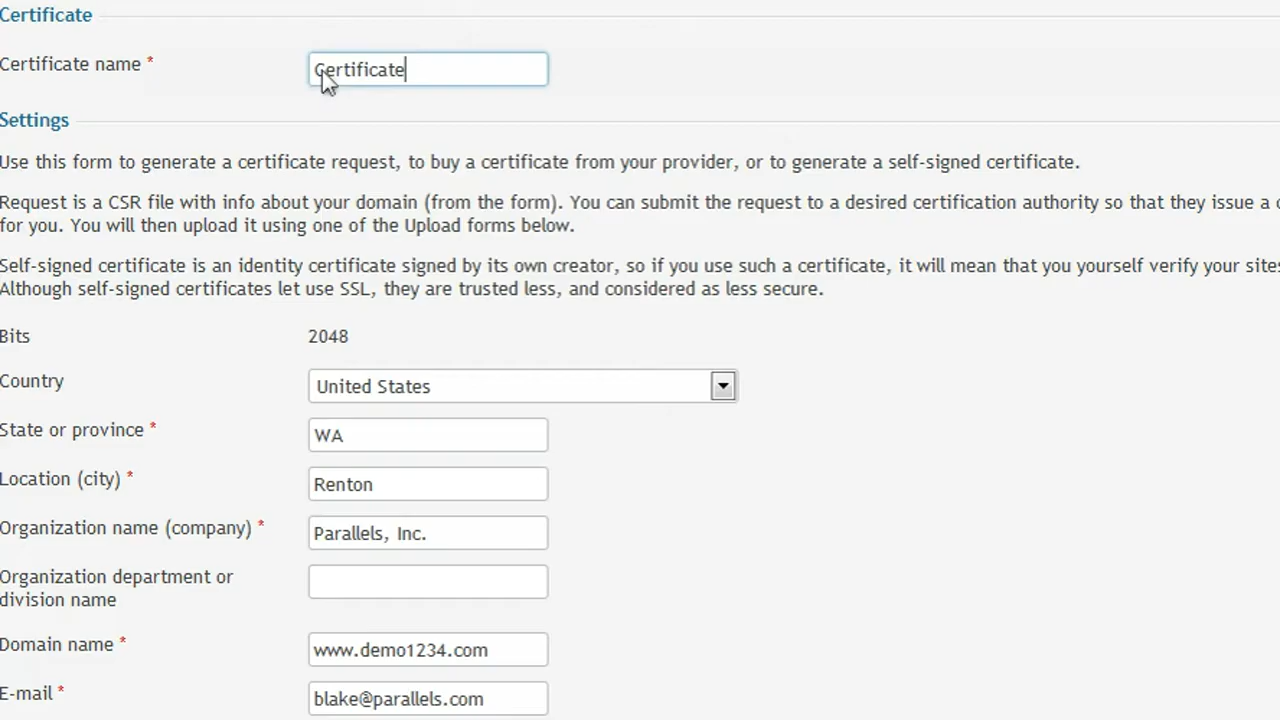 Certificate
Certificate name *
Certificate
Settings
Use this form to generate a certificate request, to buy a certificate from your provider, or to generate a self-signed certificate.
Request is a CSR file with info about your domain (from the form). You can submit the request to a desired certification authority so that they issue a
for you. You will then upload it using one of the Upload forms below.
Self-signed certificate is an identity certificate signed by its own creator, so if you use such a certificate, it will mean that you yourself verify your sites
Although self-signed certificates let use SSL, they are trusted less, and considered as less secure.
Bits 2048
Country United States
State or province * WA
Location (city) * Renton
Organization name (company) * Parallels, Inc.
Organization department or
division name
Domain name * www.demo1234.com
E-mail * blake@parallels.com